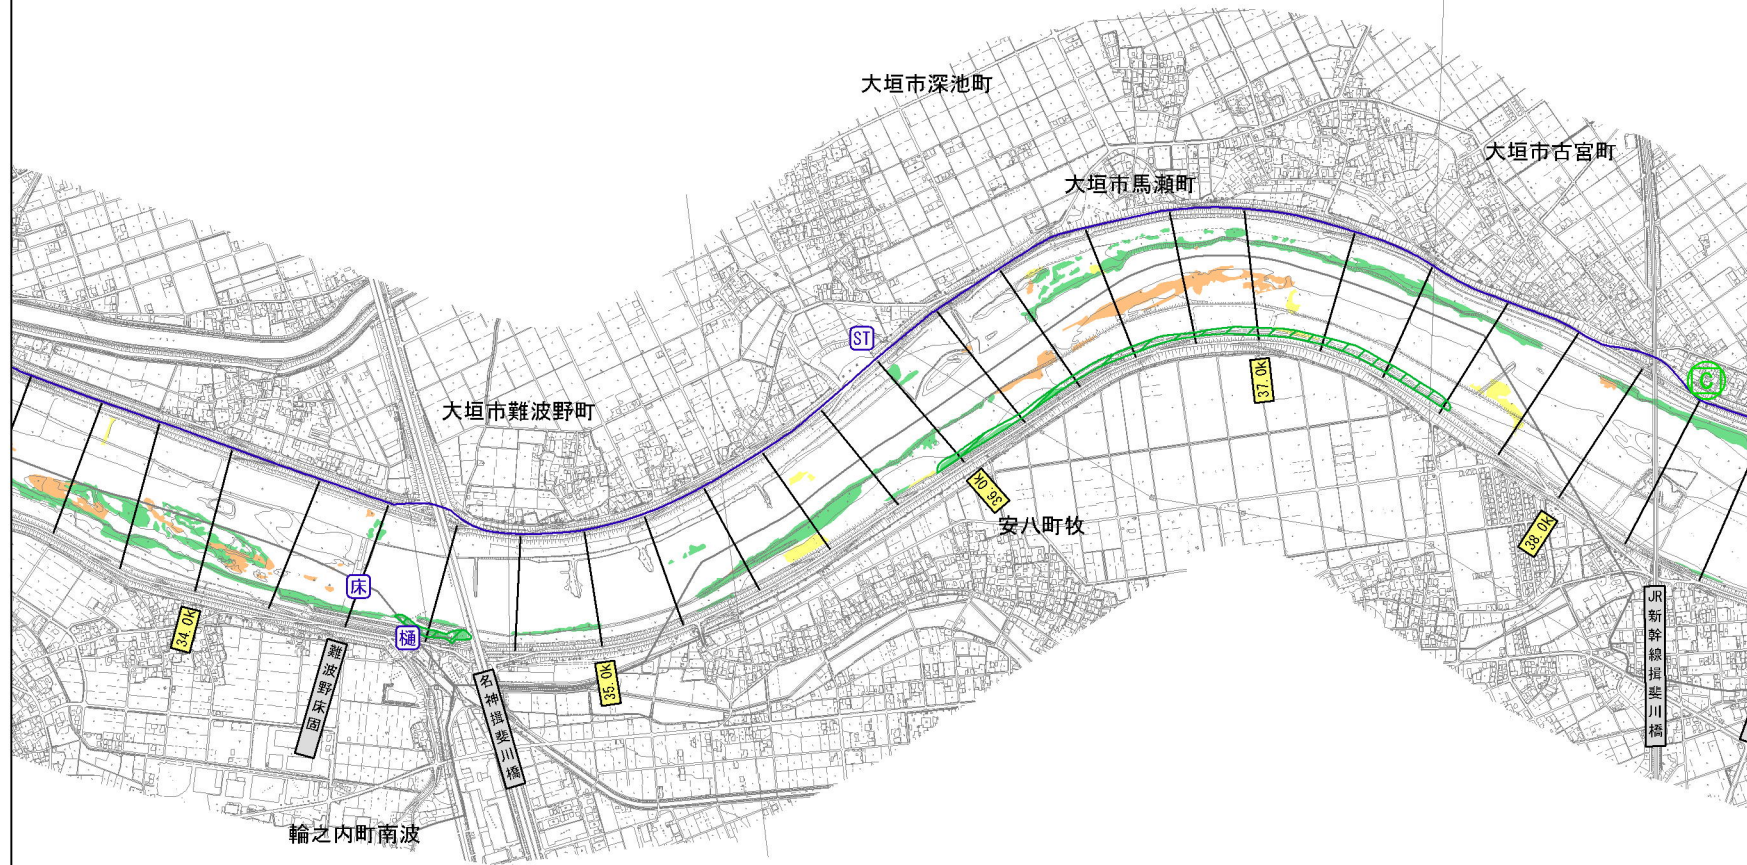 大垣市深池町
大垣市古宮町
大垣市馬瀬町
ST
C
37.0K
大垣市難波野町
36.0K
安八町牧
38.0K
床
樋
34.0K
難波野床固
35.0K
名神揖斐川橋
JR新幹線揖斐川橋
輪之内町南波